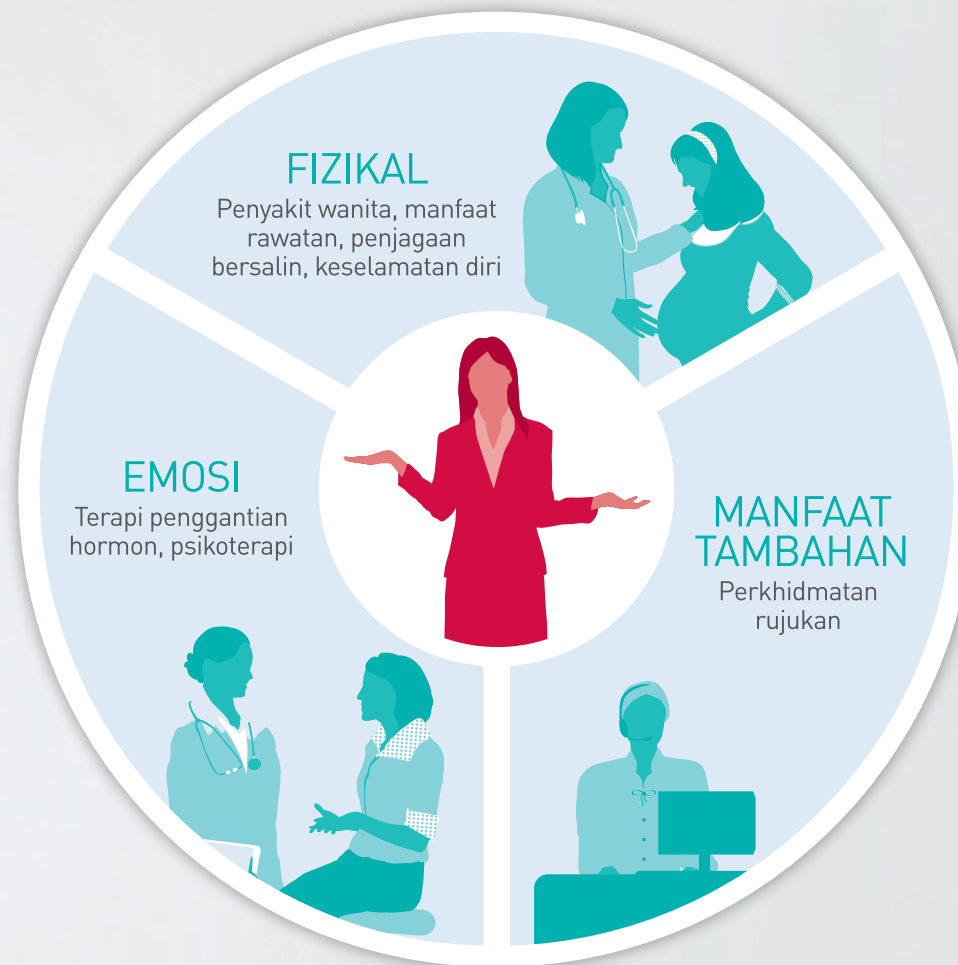 FIZIKAL
Penyakit wanita, manfaat
rawatan, penjagaan
bersalin, keselamatan diri
EMOSI
Terapi penggantian
hormon, psikoterapi
MANFAAT
TAMBAHAN
Perkhidmatan
rujukan